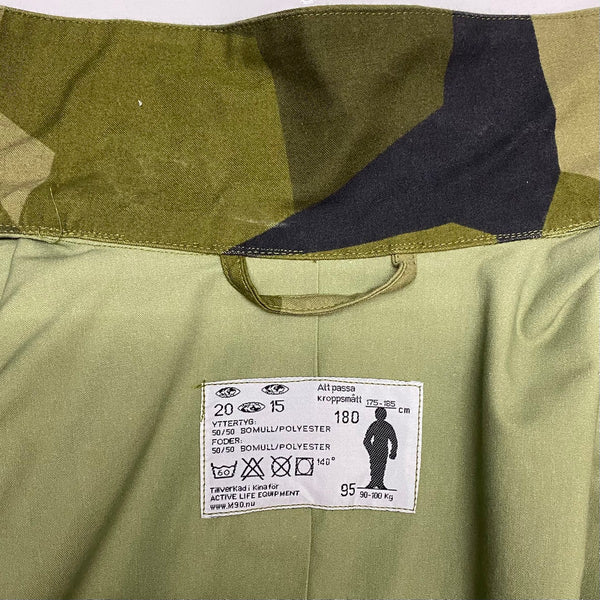 20 15
YTTERTYG:
50/50 BOMULL/POLYESTER
FODER:
50/50 BOMULL/POLYESTER
60 140°
Tillverkad i Kina för
ACTIVE LIFE EQUIPMENT
www.M90.nu
Att passa
kroppsmått
175-185 cm
180
95 90-100 Kg